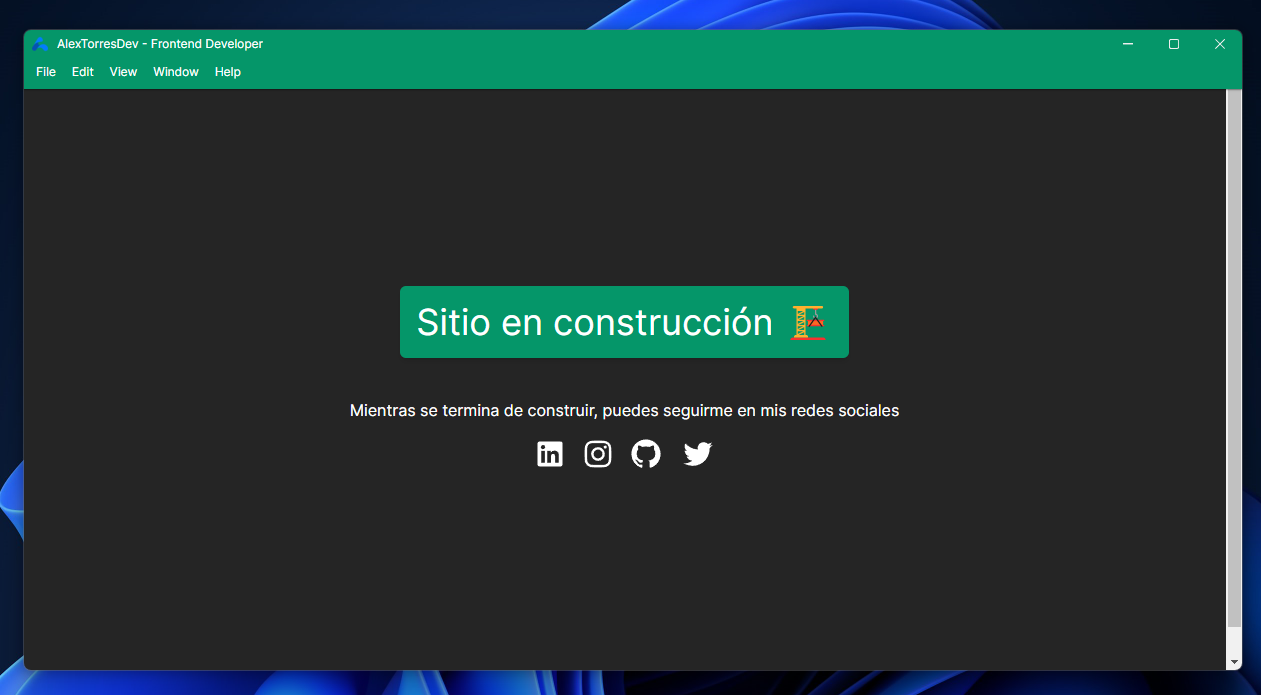 AlexTorresDev - Frontend Developer
File Edit View Window Help
Sitio en construcción 🏗
Mientras se termina de construir, puedes seguirme en mis redes sociales
in